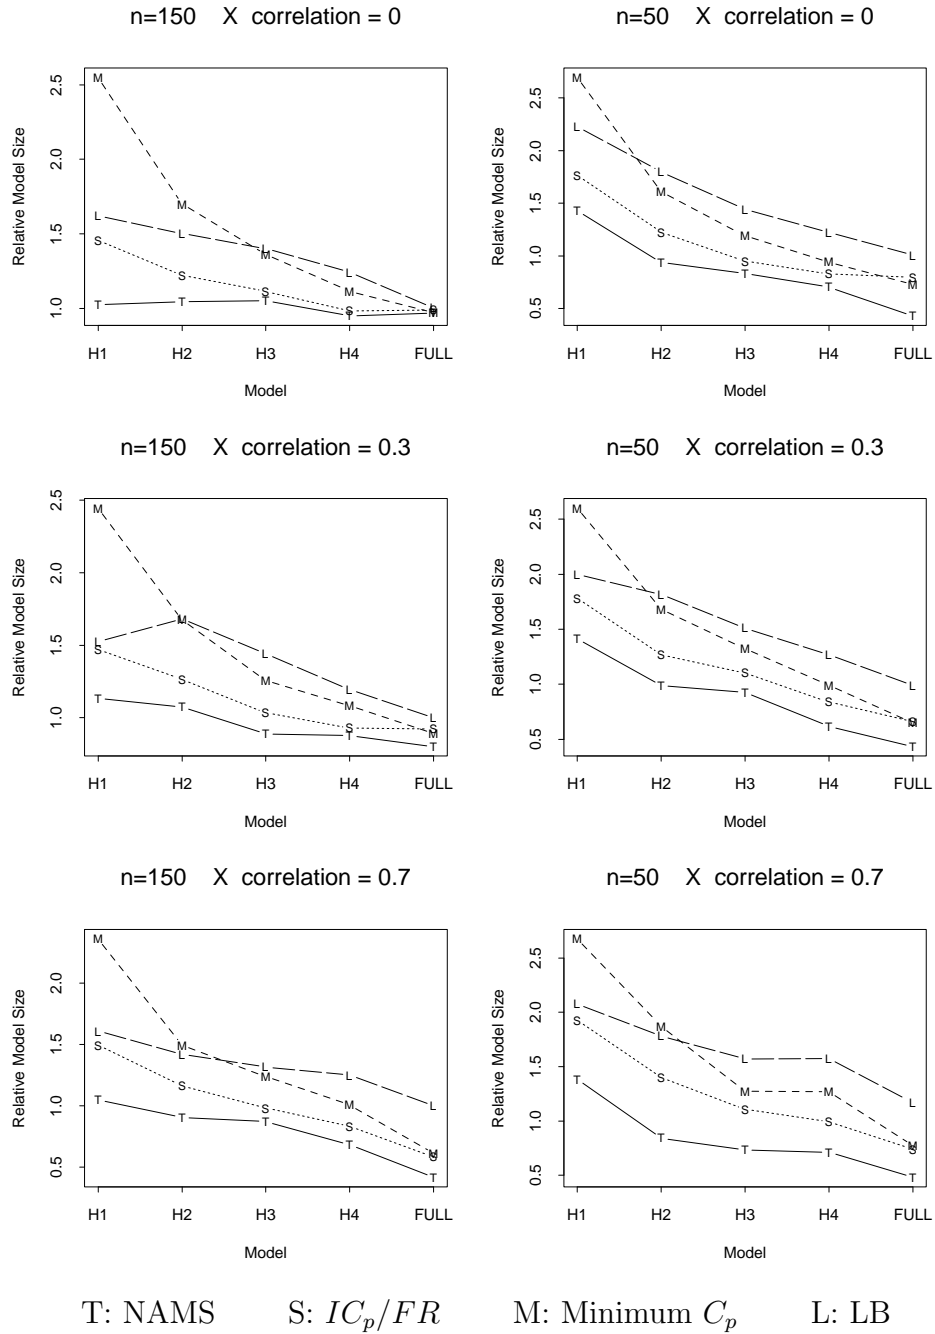 n=150 X correlation = 0
2.5
2.0
1.5
1.0
Relative Model Size
M
M
M
M
M
L
L
L
L
L
S
S
S
S
S
T
T
T
T
T
H1 H2 H3 H4 FULL
Model
n=50 X correlation = 0
2.5
2.0
1.5
1.0
0.5
Relative Model Size
M
M
M
M
M
L
L
L
L
L
S
S
S
S
S
T
T
T
T
T
H1 H2 H3 H4 FULL
Model
n=150 X correlation = 0.3
2.5
2.0
1.5
1.0
Relative Model Size
M
M
M
M
M
L
L
L
L
L
S
S
S
S
S
T
T
T
T
T
H1 H2 H3 H4 FULL
Model
n=50 X correlation = 0.3
2.5
2.0
1.5
1.0
0.5
Relative Model Size
M
M
M
M
M
L
L
L
L
L
S
S
S
S
S
T
T
T
T
T
H1 H2 H3 H4 FULL
Model
n=150 X correlation = 0.7
2.0
1.5
1.0
0.5
Relative Model Size
M
M
M
M
M
L
L
L
L
L
S
S
S
S
S
T
T
T
T
T
H1 H2 H3 H4 FULL
Model
n=50 X correlation = 0.7
2.5
2.0
1.5
1.0
0.5
Relative Model Size
M
M
M
M
M
L
L
L
L
L
S
S
S
S
S
T
T
T
T
T
H1 H2 H3 H4 FULL
Model
T: NAMS S: IC_p/FR M: Minimum C_p L: LB